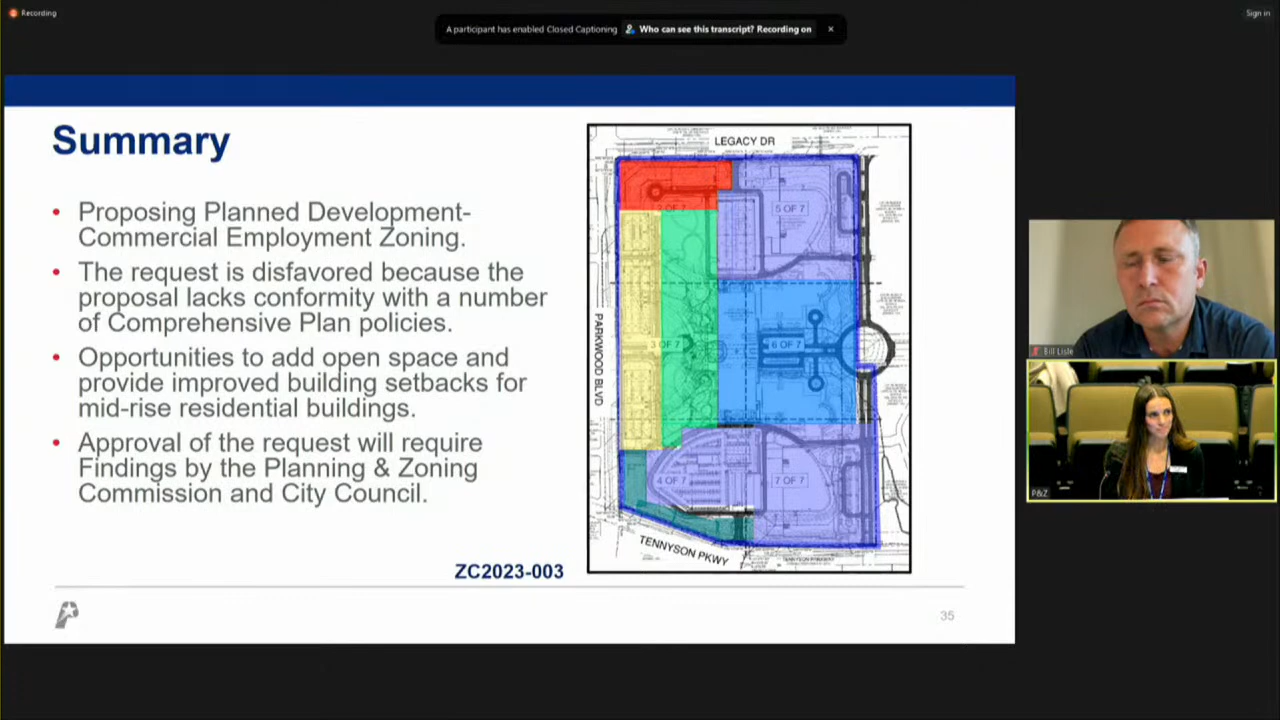 Recording
A participant has enabled Closed Captioning
Who can see this transcript? Recording on
Sign in
Summary
• Proposing Planned Development-
Commercial Employment Zoning.
• The request is disfavored because the
proposal lacks conformity with a number
of Comprehensive Plan policies.
• Opportunities to add open space and
provide improved building setbacks for
mid-rise residential buildings.
• Approval of the request will require
Findings by the Planning & Zoning
Commission and City Council.
ZC2023-003
LEGACY DR
2 OF 7
5 OF 7
PARKWOOD BLVD
3 OF 7
6 OF 7
4 OF 7
7 OF 7
TENNYSON PKWY
35
Bill Lisle
P&Z